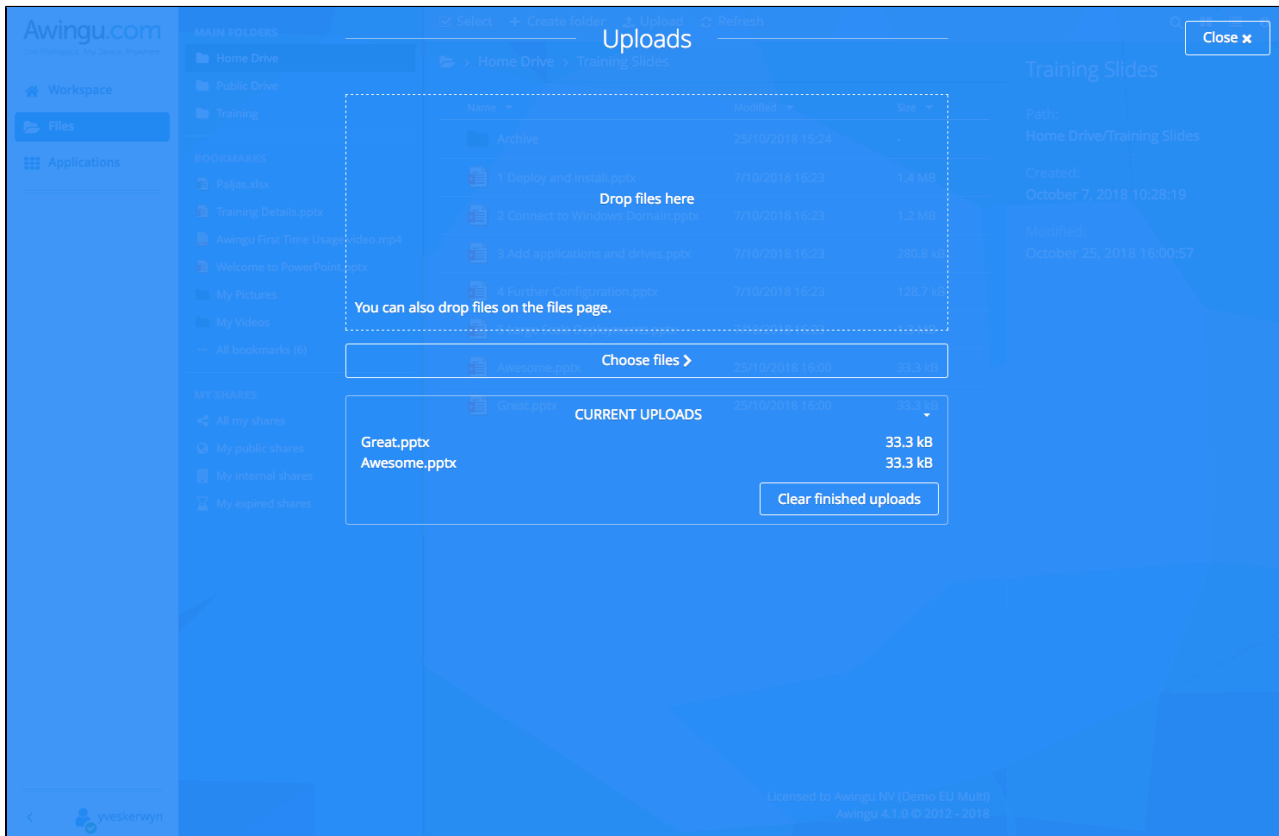 Awingu.com
Workspace
Files
Applications
MAIN FOLDERS
Home Drive
Public Drive
Training
BOOKMARKS
Paljas.xlsx
Training Details.pptx
Awingu First Time Usage video.mp4
Welcome to PowerPoint.pptx
My Pictures
My Videos
All bookmarks (6)
MY SHARES
All my shares
My public shares
My internal shares
My expired shares
Select + Create folder Upload Refresh
Uploads
Close ×
> Home Drive > Training Slides
Name Modified Size
Archive 25/10/2018 15:24 -
1 Deploy and install.pptx 7/10/2018 16:23 1.4 MB
Drop files here
2 Connect to Windows Domain.pptx 7/10/2018 16:23 1.2 MB
3 Add applications and drives.pptx 7/10/2018 16:23 280.8 kB
4 Further Configuration.pptx 7/10/2018 16:23 128.7 kB
You can also drop files on the files page.
Choose files >
Awesome.pptx 25/10/2018 16:00 33.3 kB
Great.pptx 25/10/2018 16:00 33.3 kB
CURRENT UPLOADS
Great.pptx 33.3 kB
Awesome.pptx 33.3 kB
Clear finished uploads
Training Slides
Path:
Home Drive/Training Slides
Created:
October 7, 2018 10:28:19
Modified:
October 25, 2018 16:00:57
< yveskerwyn
Licensed to Awingu NV (Demo EU Multi)
Awingu 4.1.0 © 2012 - 2018